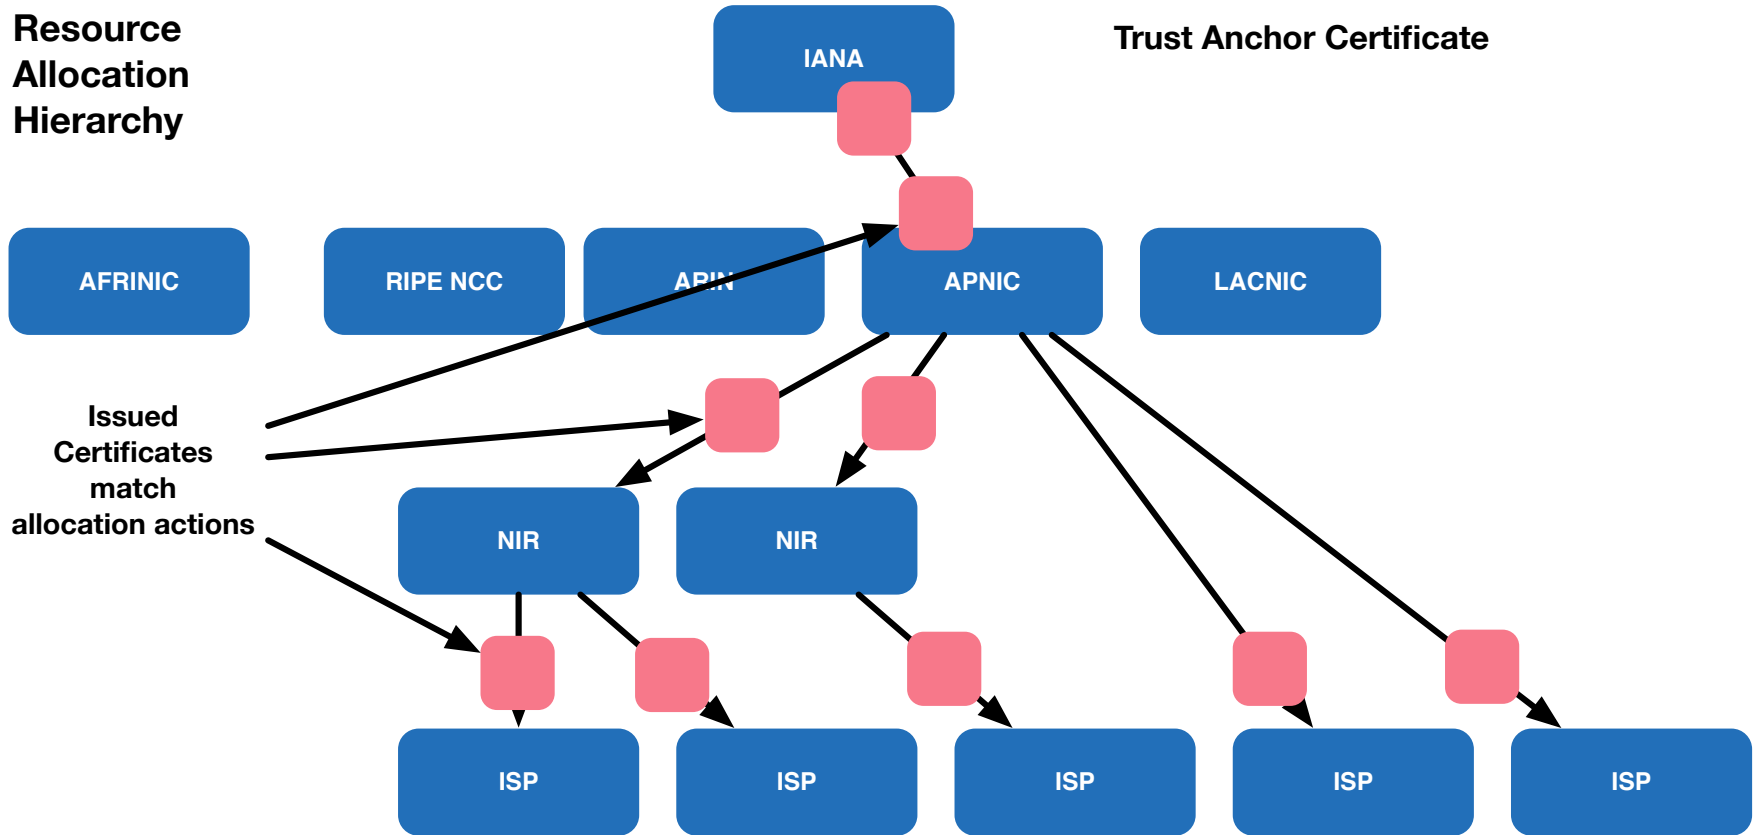 Resource
Allocation
Hierarchy
IANA
Trust Anchor Certificate
AFRINIC
RIPE NCC
ARIN
APNIC
LACNIC
Issued
Certificates
match
allocation actions
NIR
NIR
ISP
ISP
ISP
ISP
ISP